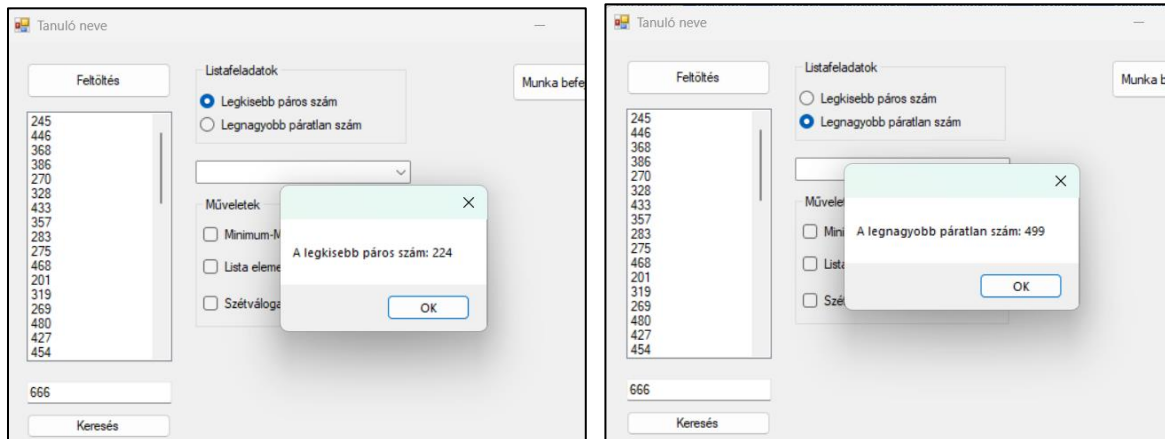 Tanuló neve
Feltöltés
245
446
368
386
270
328
433
357
283
275
468
201
319
269
480
427
454
666
Keresés
Listafeladatok
Legkisebb páros szám
Legnagyobb páratlan szám
Műveletek
Minimum-M
Lista eleme
Szétváloga
Munka befej
A legkisebb páros szám: 224
OK
Tanuló neve
Feltöltés
245
446
368
386
270
328
433
357
283
275
468
201
319
269
480
427
454
666
Keresés
Listafeladatok
Legkisebb páros szám
Legnagyobb páratlan szám
Művelet
Mini
Lista
Szé
Munka b
A legnagyobb páratlan szám: 499
OK